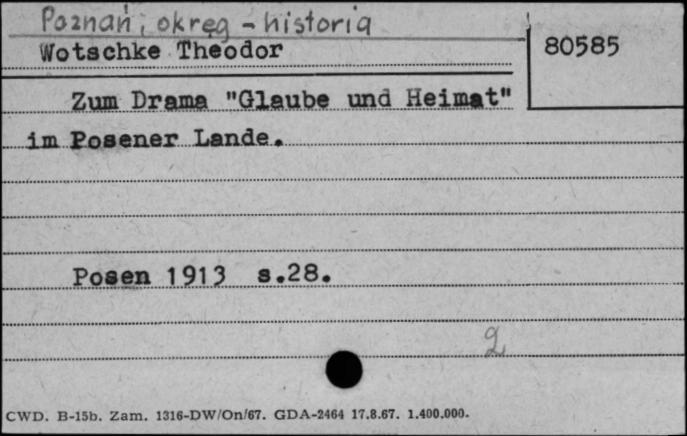 Poznań, okręg - historia
Wotschke Theodor
80585
Zum Drama "Glaube und Heimat"
im Posener Lande.
Posen 1913 s.28.
2
CWD. B-15b. Zam. 1316-DW/On/67. GDA-2464 17.8.67. 1.400.000.